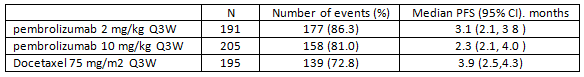 N Number of events (%) Median PFS (95% CI). months
pembrolizumab 2 mg/kg Q3W 191 177 (86.3) 3.1 (2.1, 3 8 )
pembrolizumab 10 mg/kg Q3W 205 158 (81.0) 2.3 (2.1, 4.0 )
Docetaxel 75 mg/m2 Q3W 195 139 (72.8) 3.9 (2.5,4.3)